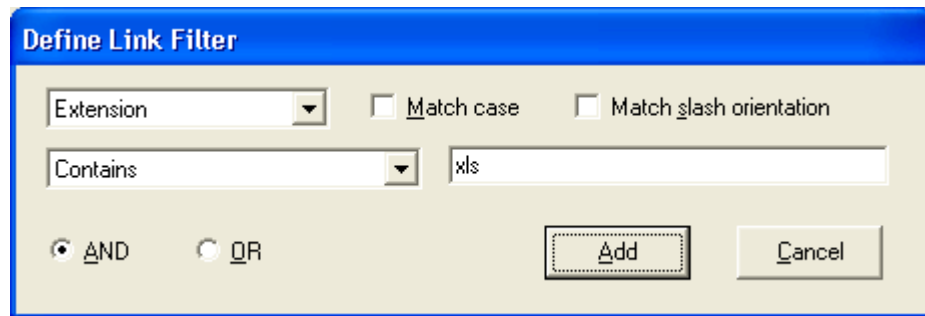 Define Link Filter
Extension Match case Match slash orientation
Contains xls
AND OR Add Cancel